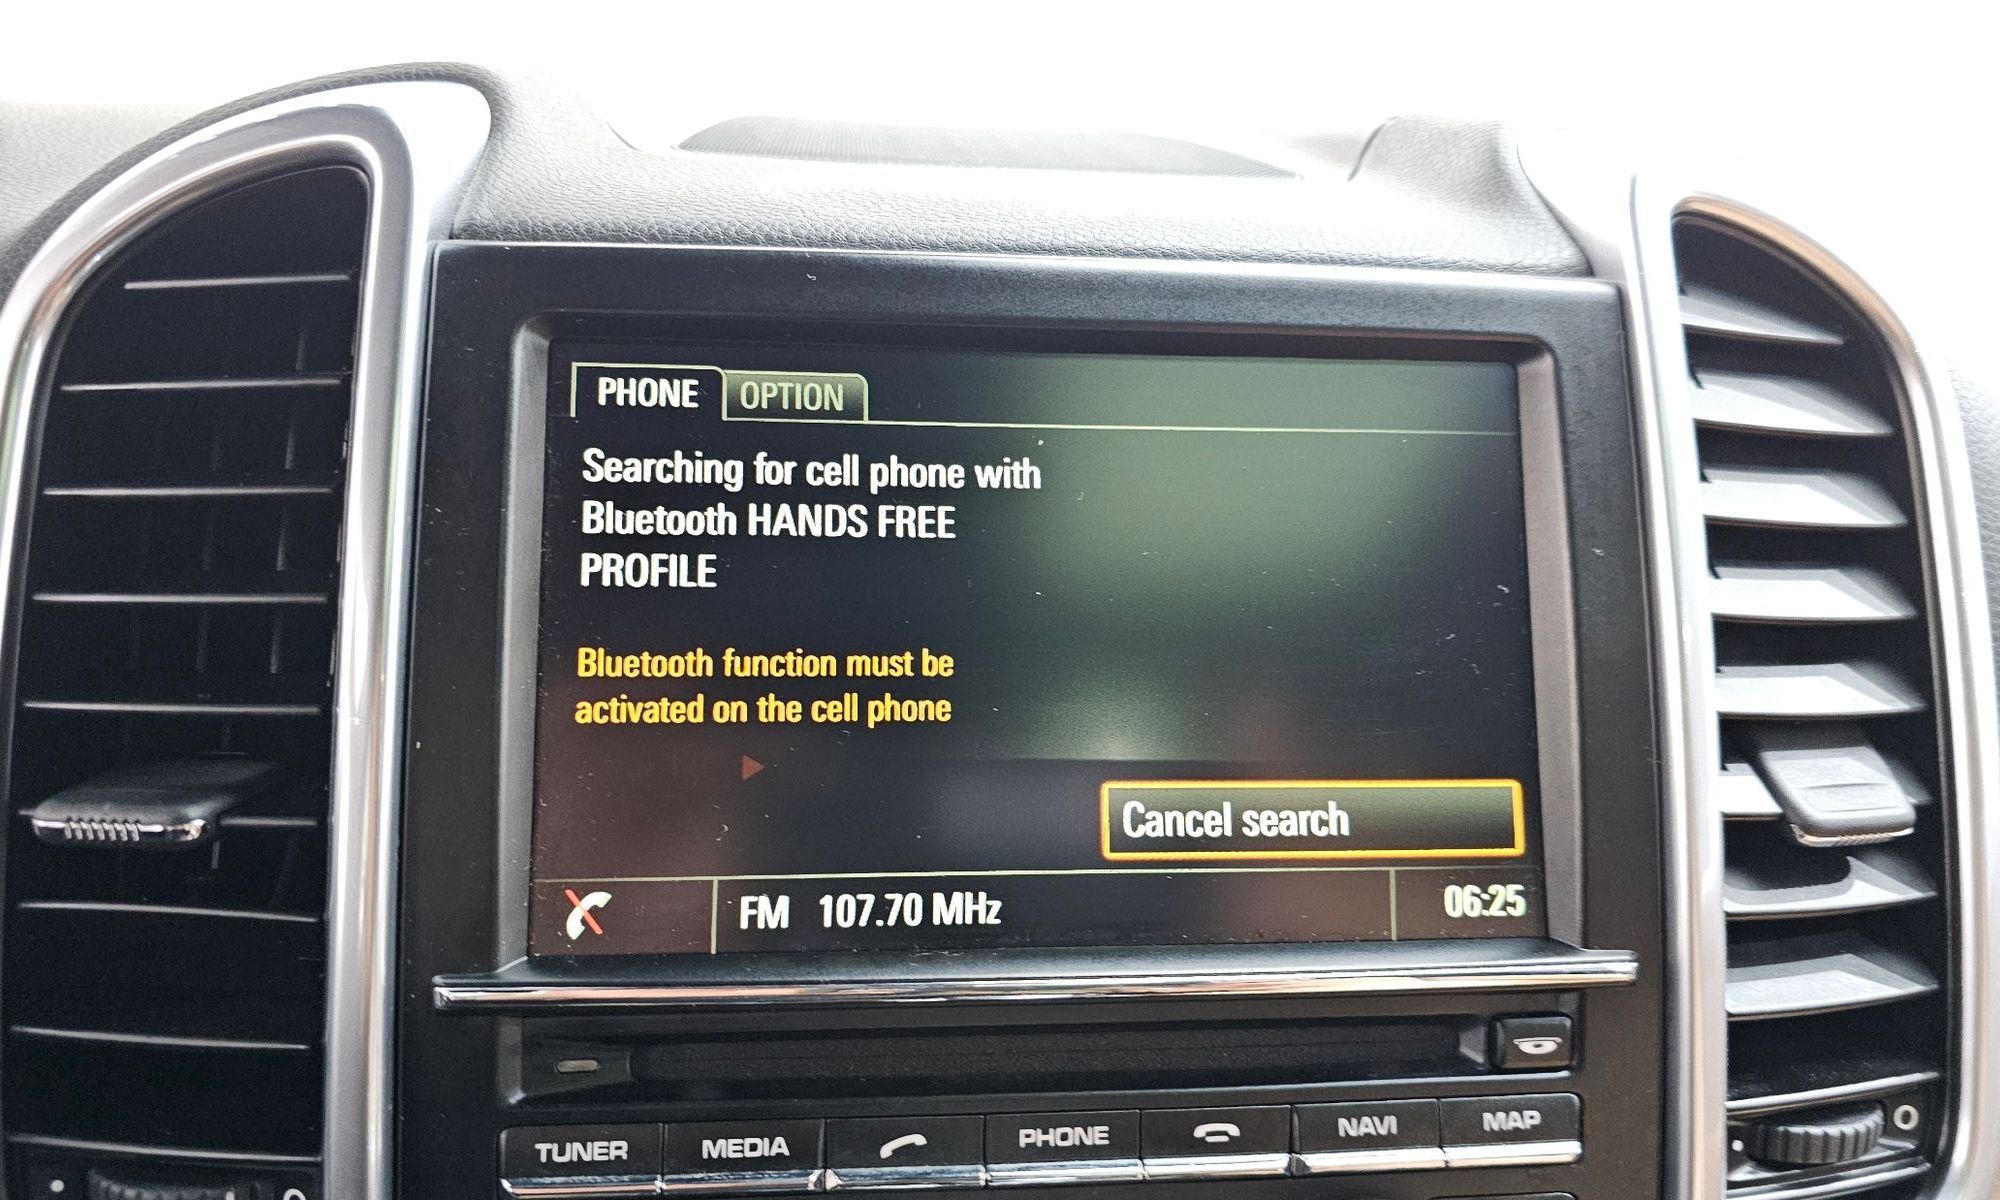 PHONE OPTION
Searching for cell phone with
Bluetooth HANDS FREE
PROFILE
Bluetooth function must be
activated on the cell phone
Cancel search
FM 107.70 MHz 06:25
TUNER MEDIA PHONE NAVI MAP